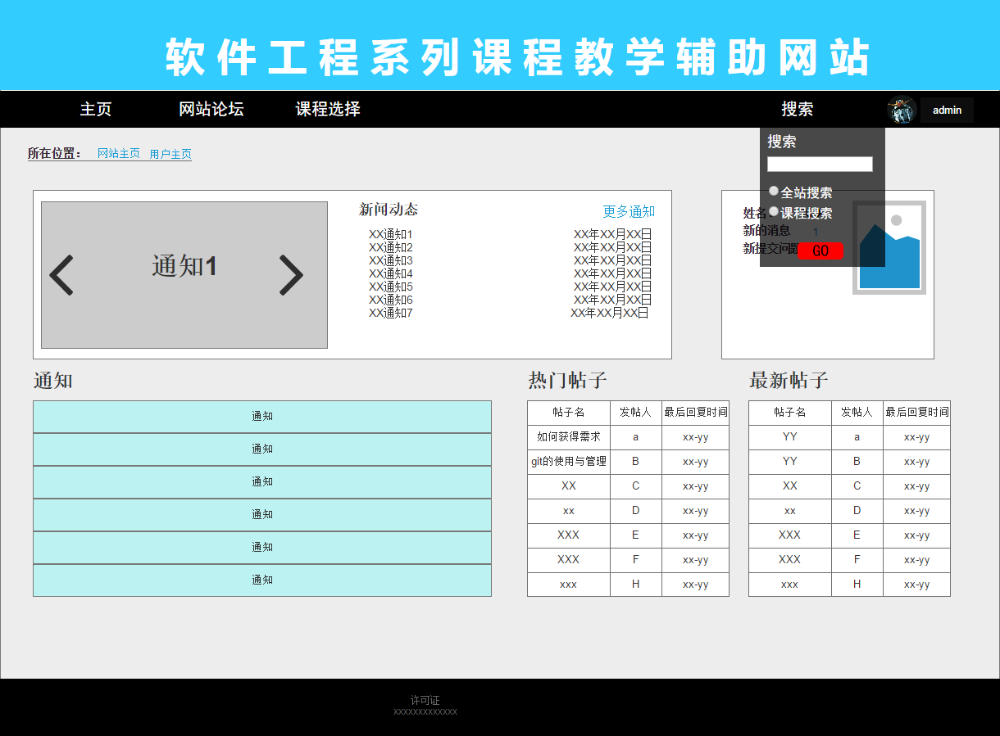 软件工程系列课程教学辅助网站
主页 网站论坛 课程选择 搜索 admin
所在位置： 网站主页 用户主页
搜索
全站搜索
课程搜索
GO
通知1
新闻动态 更多通知
XX通知1 XX年XX月XX日
XX通知2 XX年XX月XX日
XX通知3 XX年XX月XX日
XX通知4 XX年XX月XX日
XX通知5 XX年XX月XX日
XX通知6 XX年XX月XX日
XX通知7 XX年XX月XX日
姓名：
新的消息 1
新提交问题
通知
通知
通知
通知
通知
通知
通知
热门帖子
帖子名 发帖人 最后回复时间
如何获得需求 a xx-yy
git的使用与管理 B xx-yy
XX C xx-yy
xx D xx-yy
XXX E xx-yy
XXX F xx-yy
xxx H xx-yy
最新帖子
帖子名 发帖人 最后回复时间
YY a xx-yy
YY B xx-yy
XX C xx-yy
xx D xx-yy
XXX E xx-yy
XXX F xx-yy
xxx H xx-yy
许可证
xxxxxxxxxxxxx